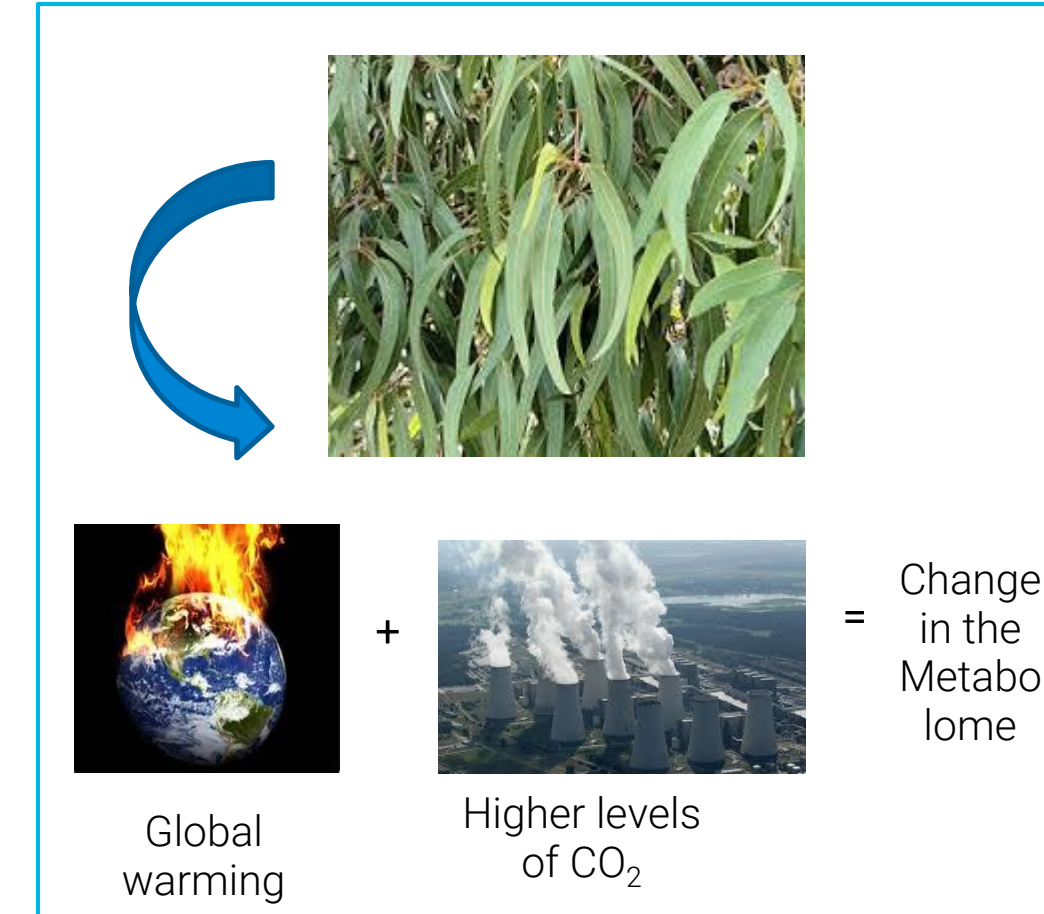 +
=
Change
in the
Metabo
lome
Global
warming
Higher levels
of CO₂